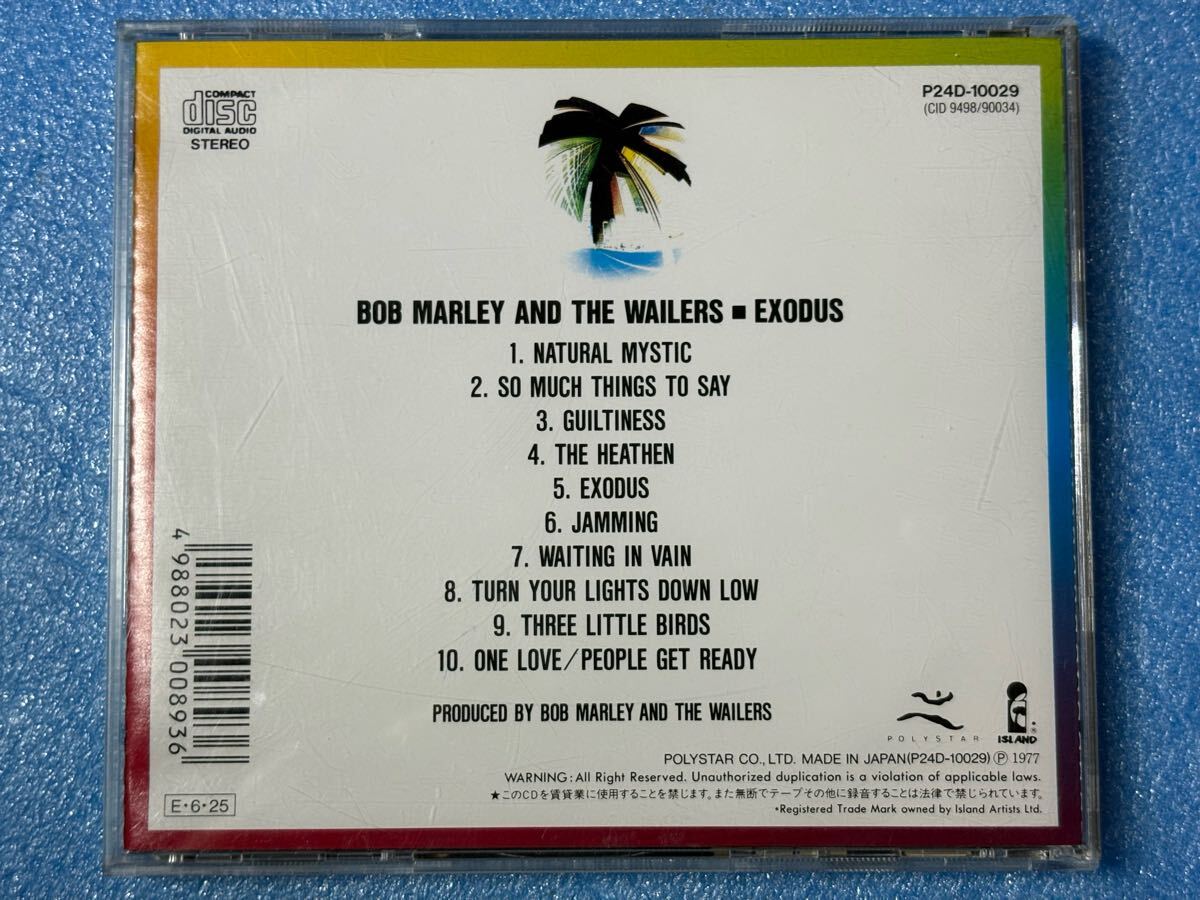 COMPACT
disc
DIGITAL AUDIO
STEREO
P24D-10029
(CID 9498/90034)
BOB MARLEY AND THE WAILERS ■ EXODUS
1. NATURAL MYSTIC
2. SO MUCH THINGS TO SAY
3. GUILTINESS
4. THE HEATHEN
5. EXODUS
6. JAMMING
7. WAITING IN VAIN
8. TURN YOUR LIGHTS DOWN LOW
9. THREE LITTLE BIRDS
10. ONE LOVE/PEOPLE GET READY
PRODUCED BY BOB MARLEY AND THE WAILERS
4 988023 008936
E・6・25
POLYSTAR
ISLAND®
POLYSTAR CO., LTD. MADE IN JAPAN(P24D-10029) Ⓟ 1977
WARNING: All Right Reserved. Unauthorized duplication is a violation of applicable laws.
★このCDを賃貸業に使用することを禁じます。また無断でテープその他に録音することは法律で禁じられています。
*Registered Trade Mark owned by Island Artists Ltd.